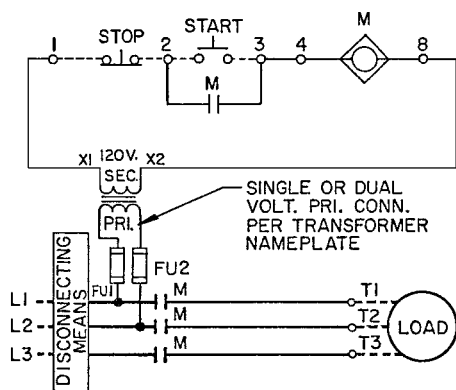 STOP
START
M
1
2
3
4
8
M
X1
120V.
X2
SEC.
PRI.
SINGLE OR DUAL
VOLT. PRI. CONN.
PER TRANSFORMER
NAMEPLATE
FU1
FU2
DISCONNECTING
MEANS
L1
M
T1
L2
M
T2
LOAD
L3
M
T3